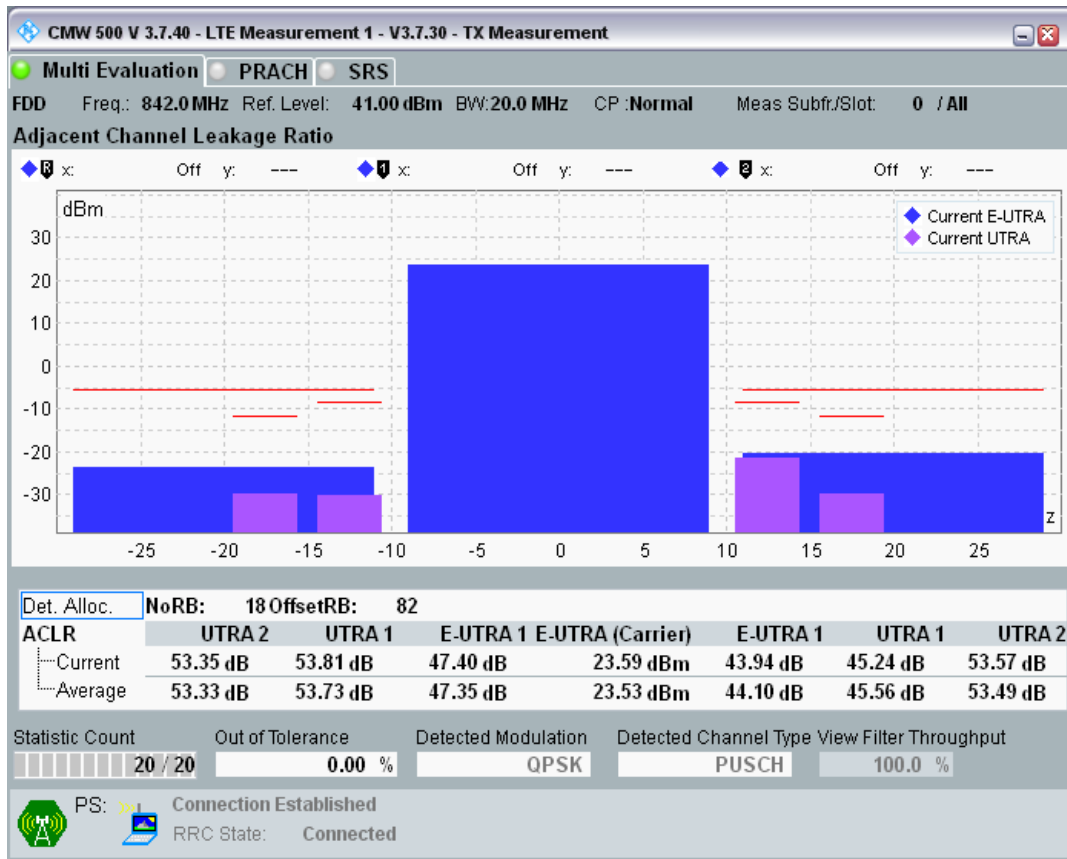 CMW 500 V 3.7.40 - LTE Measurement 1 - V3.7.30 - TX Measurement
Multi Evaluation PRACH SRS
FDD Freq.: 842.0 MHz Ref. Level: 41.00 dBm BW: 20.0 MHz CP : Normal Meas Subfr./Slot: 0 / All
Adjacent Channel Leakage Ratio
R x: Off y: --- 1 x: Off y: --- 2 x: Off y: ---
dBm
Current E-UTRA
Current UTRA
30
20
10
0
-10
-20
-30
z
-25 -20 -15 -10 -5 0 5 10 15 20 25
Det. Alloc. NoRB: 18 OffsetRB: 82
ACLR UTRA 2 UTRA 1 E-UTRA 1 E-UTRA (Carrier) E-UTRA 1 UTRA 1 UTRA 2
Current 53.35 dB 53.81 dB 47.40 dB 23.59 dBm 43.94 dB 45.24 dB 53.57 dB
Average 53.33 dB 53.73 dB 47.35 dB 23.53 dBm 44.10 dB 45.56 dB 53.49 dB
Statistic Count Out of Tolerance Detected Modulation Detected Channel Type View Filter Throughput
20 / 20 0.00 % QPSK PUSCH 100.0 %
PS: Connection Established
RRC State: Connected